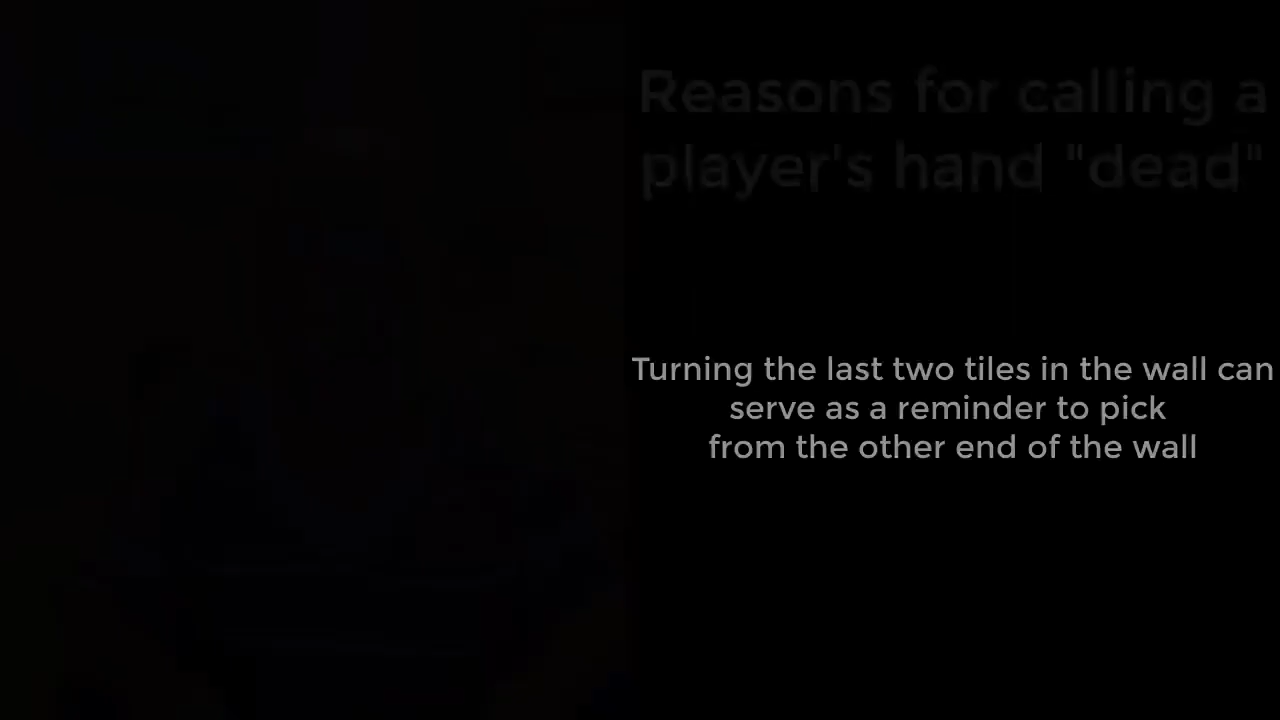 Reasons for calling a
player's hand "dead"
Turning the last two tiles in the wall can
serve as a reminder to pick
from the other end of the wall